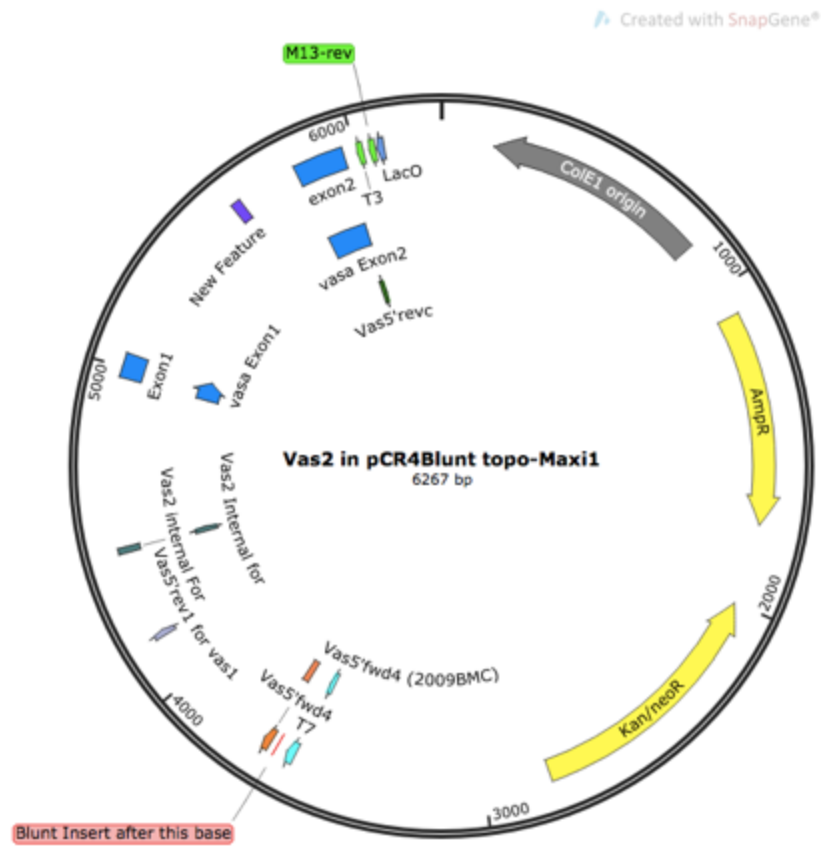 Created with SnapGene®
M13-rev
6000
LacO
exon2
T3
ColE1 origin
New Feature
vasa Exon2
1000
Vas5'revc
5000
Exon1
vasa Exon1
AmpR
Vas2 in pCR4Blunt topo-Maxi1
6267 bp
Vas2 internal For
Vas2 Internal for
Vas5'rev1 for vas1
2000
Vas5'fwd4 (2009BMC)
Kan/neoR
Vas5'fwd4
4000
T7
3000
Blunt Insert after this base